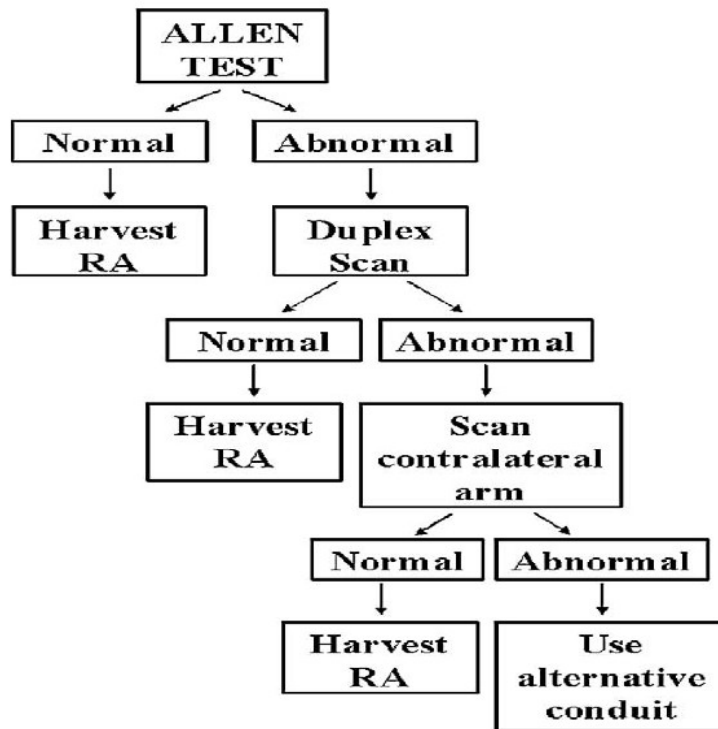 ALLEN
TEST
Normal
Abnormal
Harvest
RA
Duplex
Scan
Normal
Abnormal
Harvest
RA
Scan
contralateral
arm
Normal
Abnormal
Harvest
RA
Use
alternative
conduit